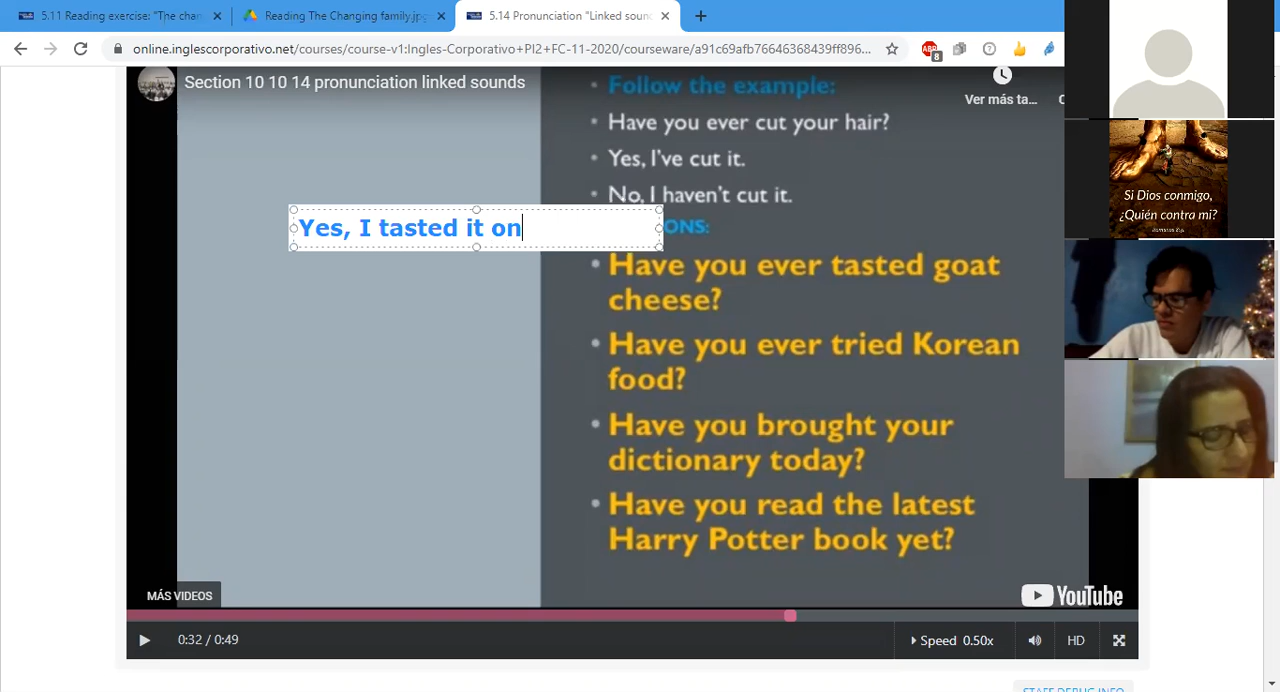 5.11 Reading exercise: "The chan
Reading The Changing family.jpg
5.14 Pronunciation "Linked soun
online.inglescorporativo.net/courses/course-v1:Ingles-Corporativo+PI2+FC-11-2020/courseware/a91c69afb76646368439ff896...
ABP
8
Section 10 10 14 pronunciation linked sounds
Ver más ta...
Follow the example:
Have you ever cut your hair?
Yes, I've cut it.
No, I haven't cut it.
Yes, I tasted it on
ONS:
Have you ever tasted goat
cheese?
Have you ever tried Korean
food?
Have you brought your
dictionary today?
Have you read the latest
Harry Potter book yet?
Si Dios conmigo,
¿Quién contra mi?
MÁS VIDEOS
YouTube
0:32 / 0:49
Speed 0.50x
HD
STAFF DEBUG INFO